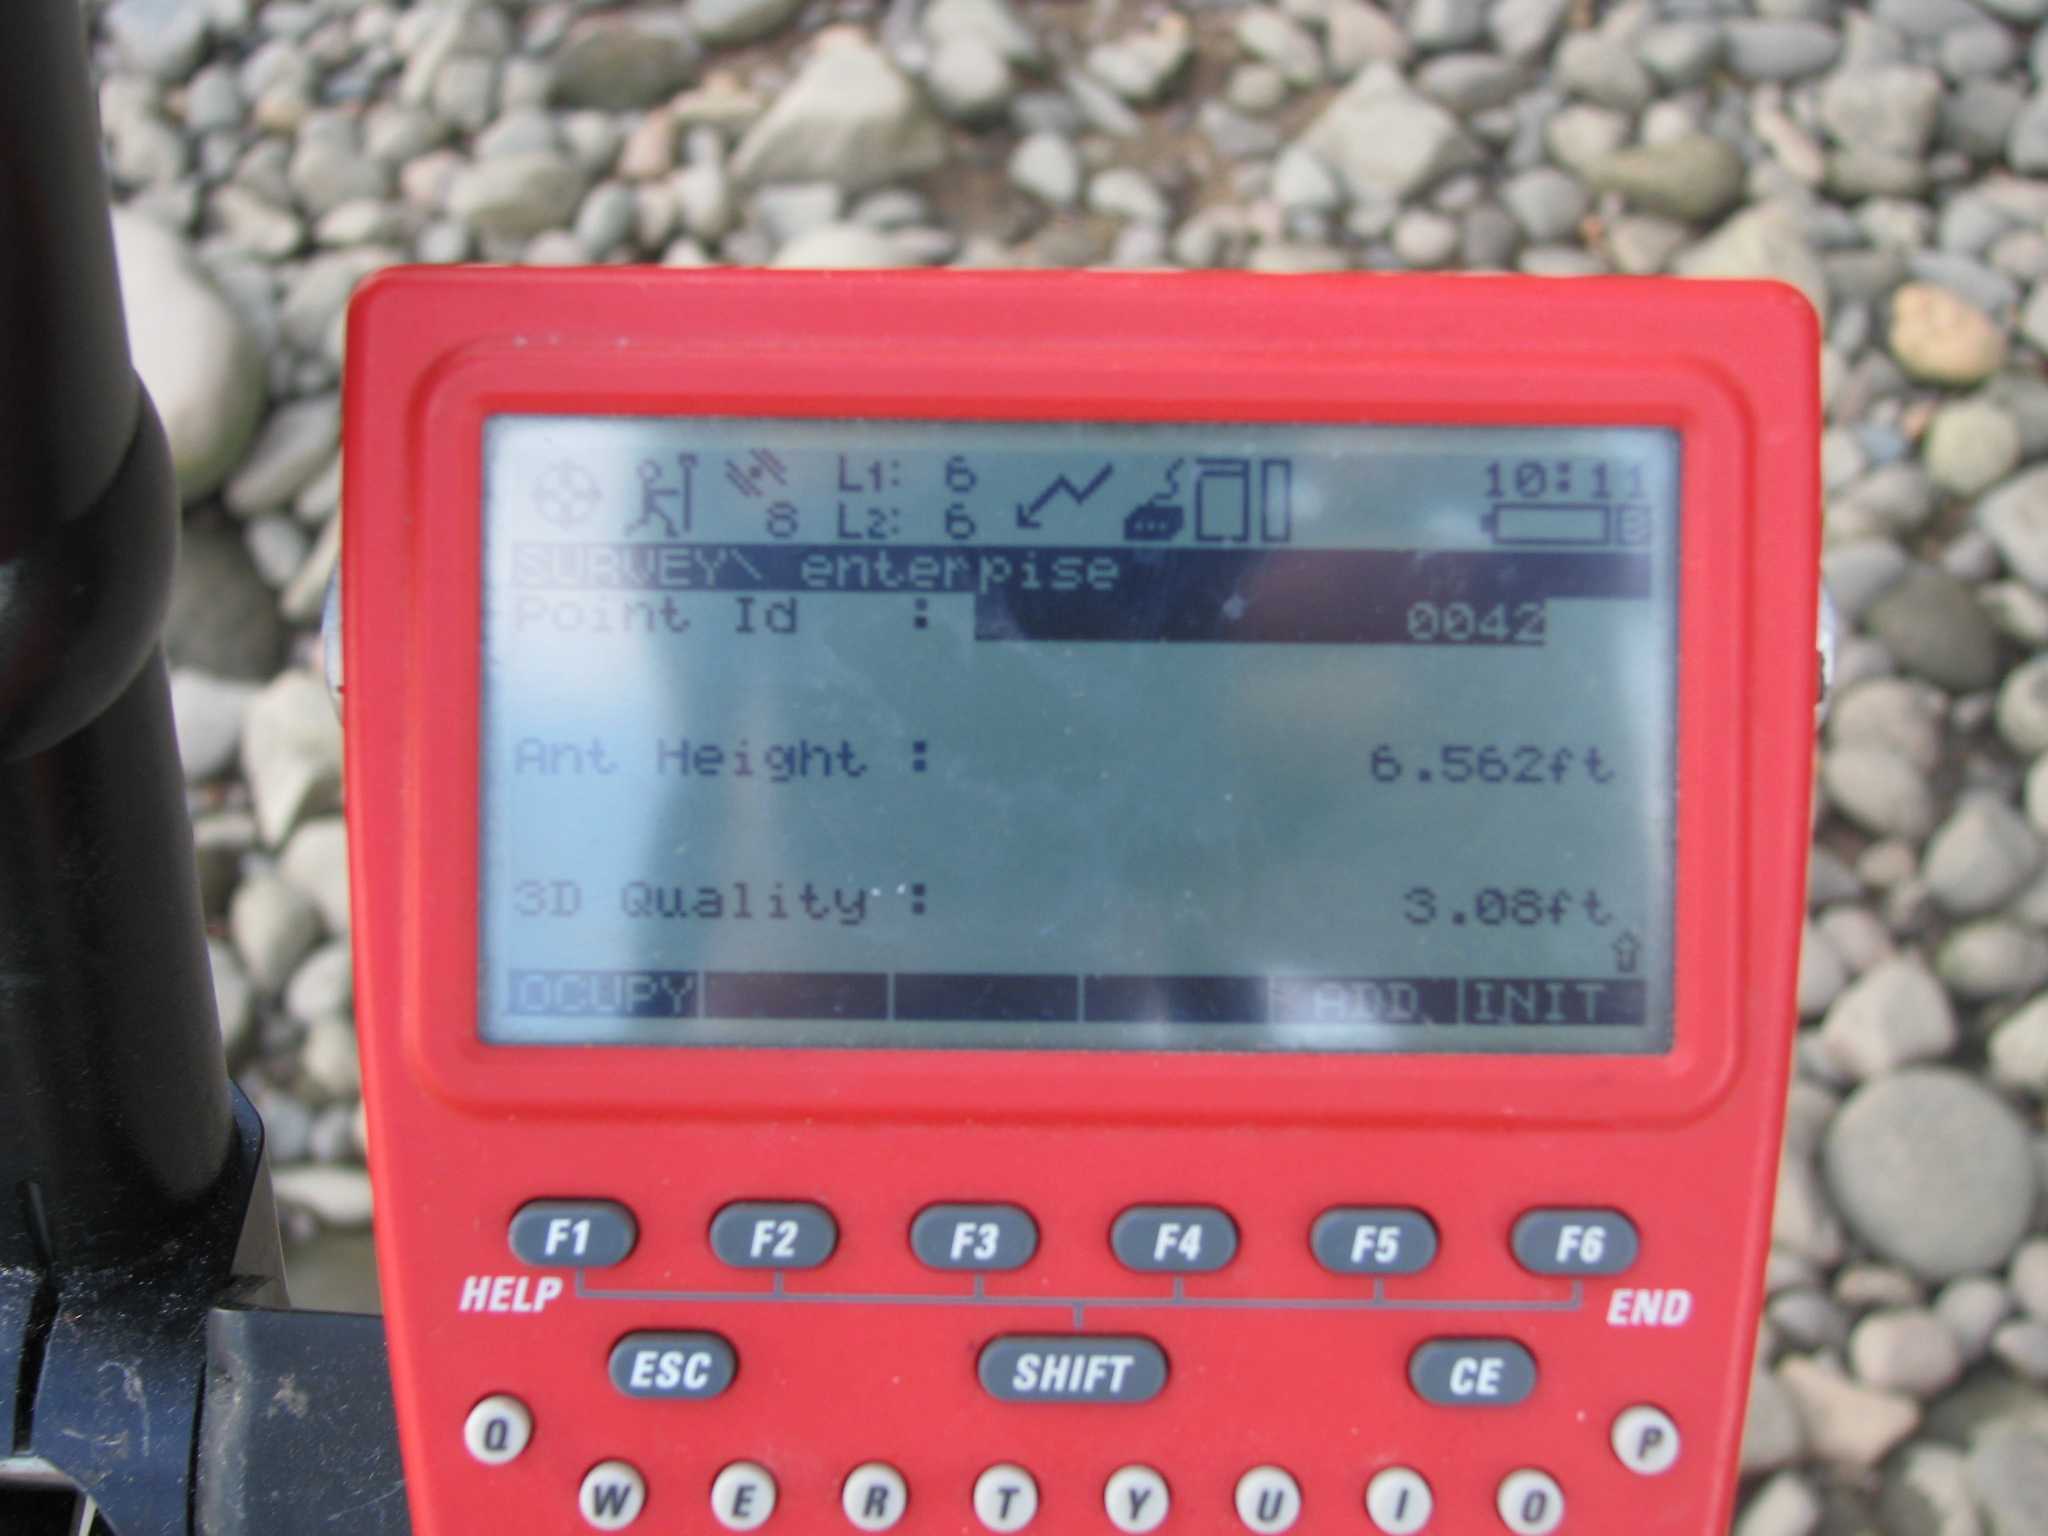 8 L1: 6 10:11
L2: 6 B
SURVEY\ enterpise
Point Id : 0042
Ant Height : 6.562ft
3D Quality : 3.08ft
OCUPY ADD INIT
F1 F2 F3 F4 F5 F6
HELP END
ESC SHIFT CE
Q P
W E R T Y U I O